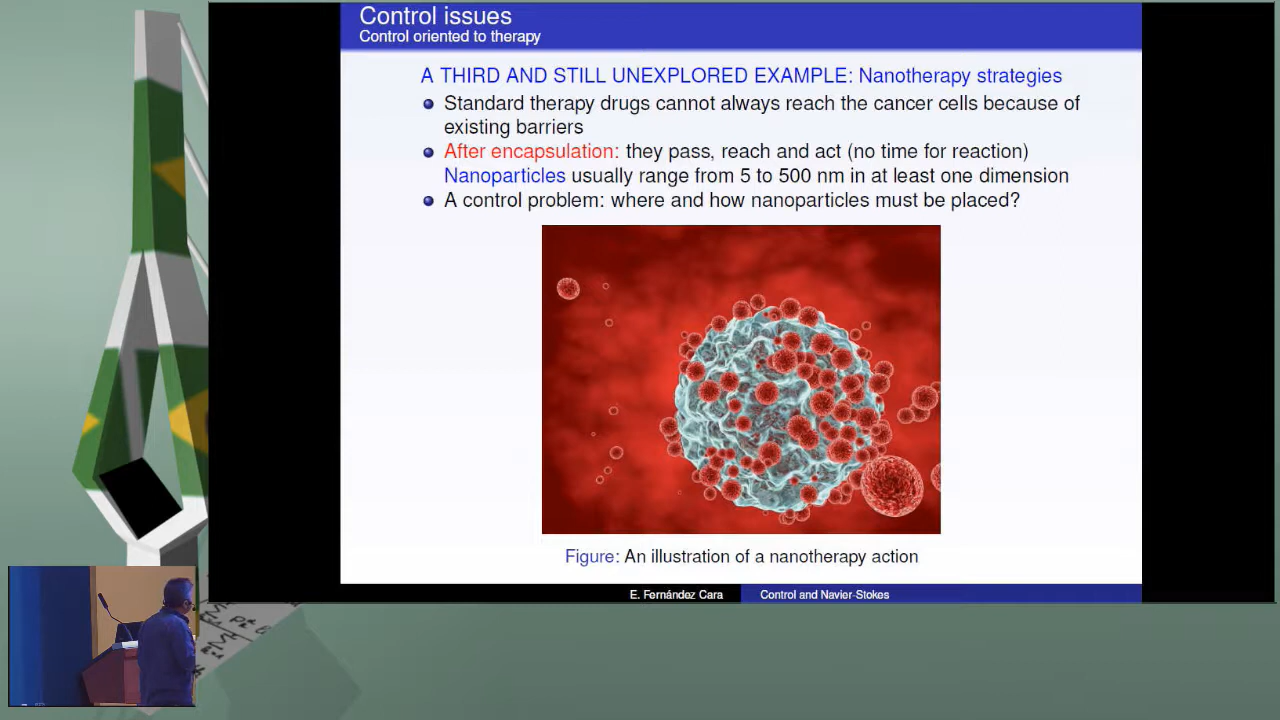 Control issues
Control oriented to therapy
A THIRD AND STILL UNEXPLORED EXAMPLE: Nanotherapy strategies
Standard therapy drugs cannot always reach the cancer cells because of
existing barriers
After encapsulation: they pass, reach and act (no time for reaction)
Nanoparticles usually range from 5 to 500 nm in at least one dimension
A control problem: where and how nanoparticles must be placed?
Figure: An illustration of a nanotherapy action
E. Fernández Cara
Control and Navier-Stokes